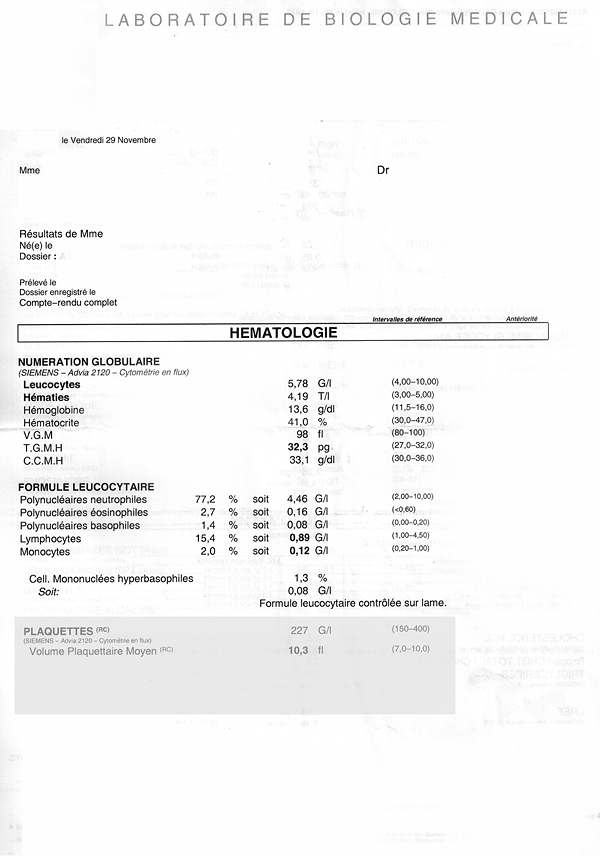 LABORATOIRE DE BIOLOGIE MEDICALE
le Vendredi 29 Novembre
Mme Dr
Résultats de Mme
Né(e) le
Dossier :
Prélevé le
Dossier enregistré le
Compte-rendu complet
Intervalles de référence Antériorité
HEMATOLOGIE
NUMERATION GLOBULAIRE
(SIEMENS – Advia 2120 – Cytométrie en flux)
Leucocytes 5,78 G/l (4,00–10,00)
Hématies 4,19 T/l (3,00–5,00)
Hémoglobine 13,6 g/dl (11,5–16,0)
Hématocrite 41,0 % (30,0–47,0)
V.G.M 98 fl (80–100)
T.G.M.H 32,3 pg (27,0–32,0)
C.C.M.H 33,1 g/dl (30,0–36,0)
FORMULE LEUCOCYTAIRE
Polynucléaires neutrophiles 77,2 % soit 4,46 G/l (2,00–10,00)
Polynucléaires éosinophiles 2,7 % soit 0,16 G/l (<0,60)
Polynucléaires basophiles 1,4 % soit 0,08 G/l (0,00–0,20)
Lymphocytes 15,4 % soit 0,89 G/l (1,00–4,50)
Monocytes 2,0 % soit 0,12 G/l (0,20–1,00)
Cell. Mononuclées hyperbasophiles 1,3 %
Soit: 0,08 G/l
Formule leucocytaire contrôlée sur lame.
PLAQUETTES (RC) 227 G/l (150–400)
(SIEMENS – Advia 2120 – Cytométrie en flux)
Volume Plaquettaire Moyen (RC) 10,3 fl (7,0–10,0)